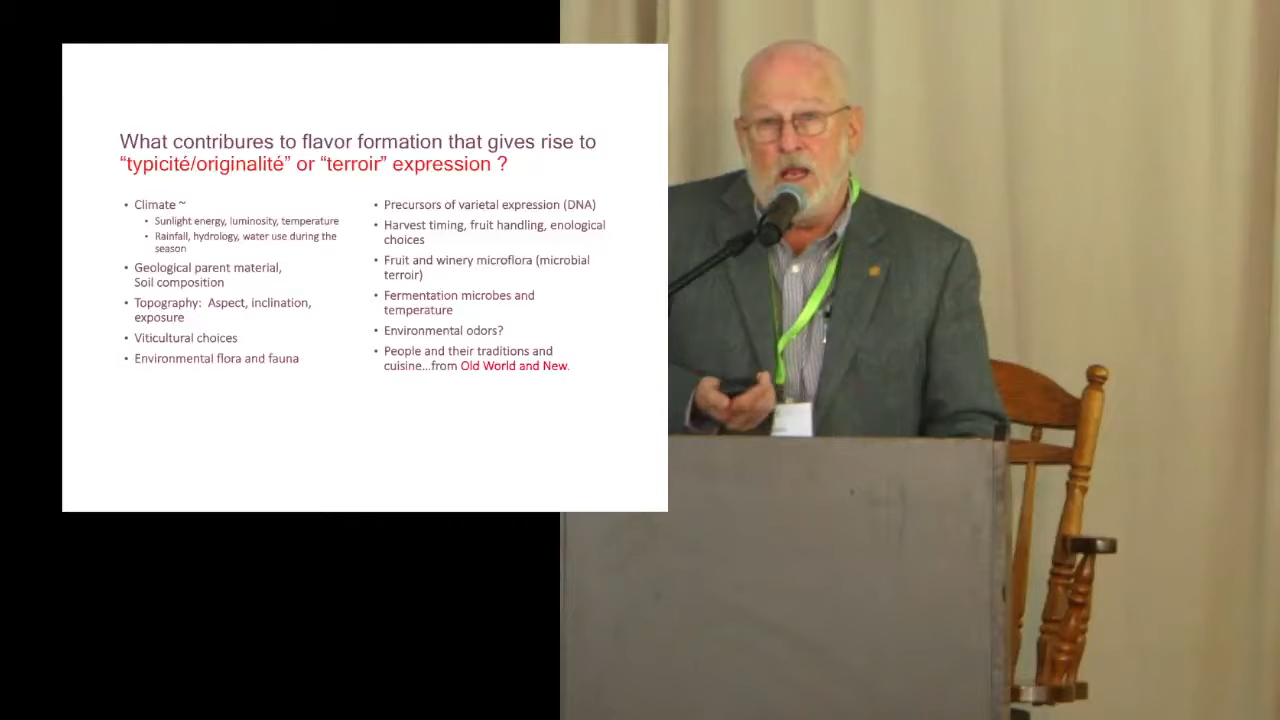 What contribures to flavor formation that gives rise to
“typicité/originalité” or “terroir” expression ?
• Climate ~
• Sunlight energy, luminosity, temperature
• Rainfall, hydrology, water use during the
season
• Geological parent material,
Soil composition
• Topography: Aspect, inclination,
exposure
• Viticultural choices
• Environmental flora and fauna
• Precursors of varietal expression (DNA)
• Harvest timing, fruit handling, enological
choices
• Fruit and winery microflora (microbial
terroir)
• Fermentation microbes and
temperature
• Environmental odors?
• People and their traditions and
cuisine...from Old World and New.